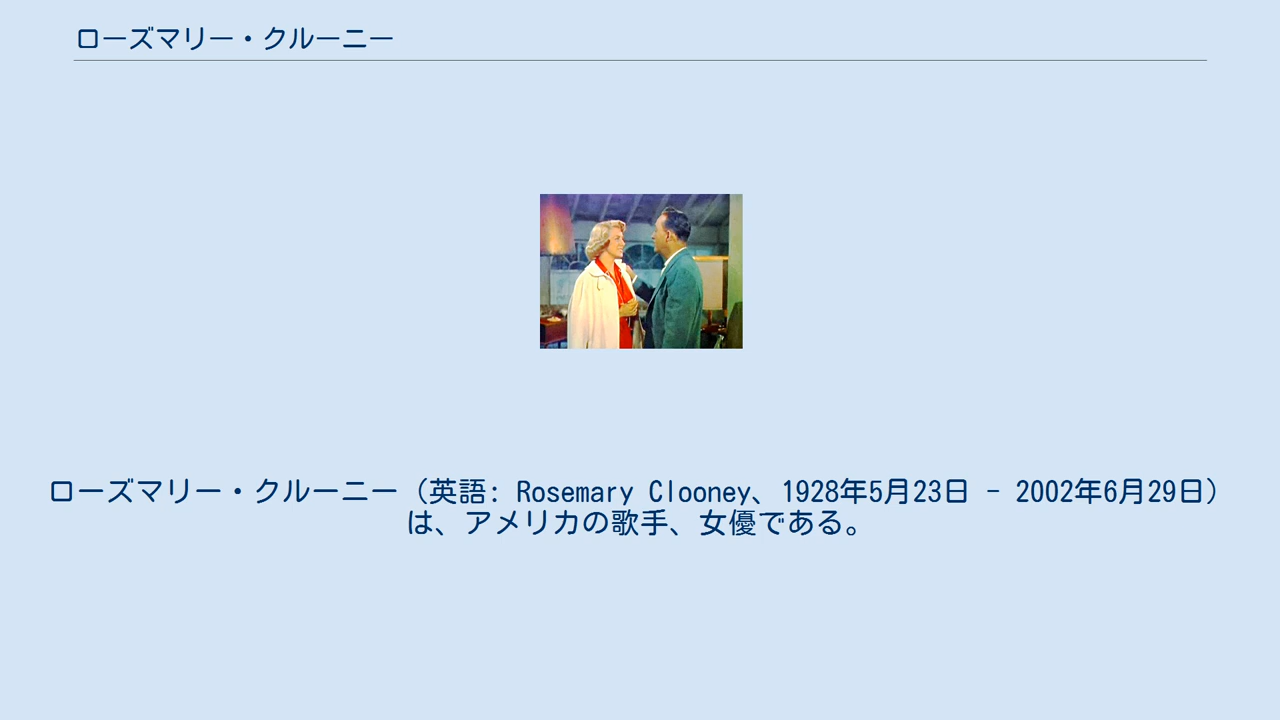 ローズマリー・クルーニー
ローズマリー・クルーニー（英語: Rosemary Clooney、1928年5月23日 - 2002年6月29日）
は、アメリカの歌手、女優である。